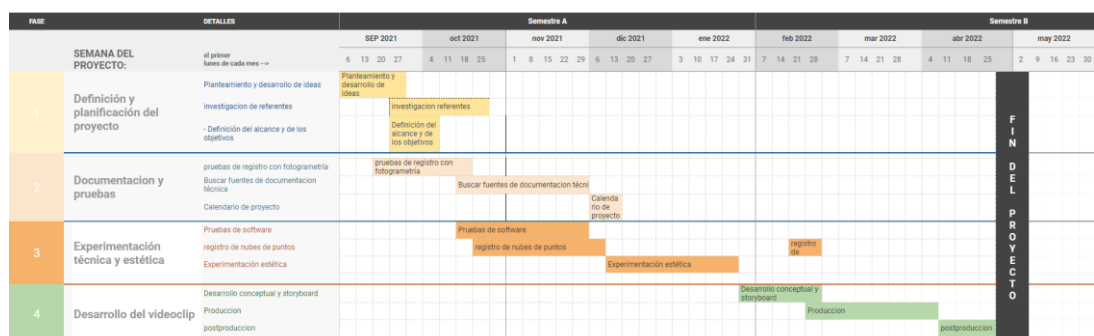 FASE DETALLES Semestre A Semestre B
SEP 2021 oct 2021 nov 2021 dic 2021 ene 2022 feb 2022 mar 2022 abr 2022 may 2022
SEMANA DEL
PROYECTO:
el primer
lunes de cada mes -->
6 13 20 27 4 11 18 25 1 8 15 22 29 6 13 20 27 3 10 17 24 31 7 14 21 28 7 14 21 28 4 11 18 25 2 9 16 23 30
1
Definición y
planificación del
proyecto
Planteamiento y desarrollo de ideas
Planteamiento y
desarrollo de
ideas
investigacion de referentes
investigacion referentes
- Definición del alcance y de los
objetivos
Definición del
alcance y de
los objetivos
2
Documentacion y
pruebas
pruebas de registro con fotogrametría
pruebas de registro con
fotogrametría
Buscar fuentes de documentacion
técnica
Buscar fuentes de documentacion técni
Calendario de proyecto
Calenda
rio de
proyecto
3
Experimentación
técnica y estética
Pruebas de software
Pruebas de software
registro de nubes de puntos
registro de nubes de puntos
registro
de
Experimentación estética
Experimentación estética
4
Desarrollo del videoclip
Desarrollo conceptual y storyboard
Desarrollo conceptual y
storyboard
Produccion
Produccion
postproduccion
postproduccion
FIN DEL PROYECTO